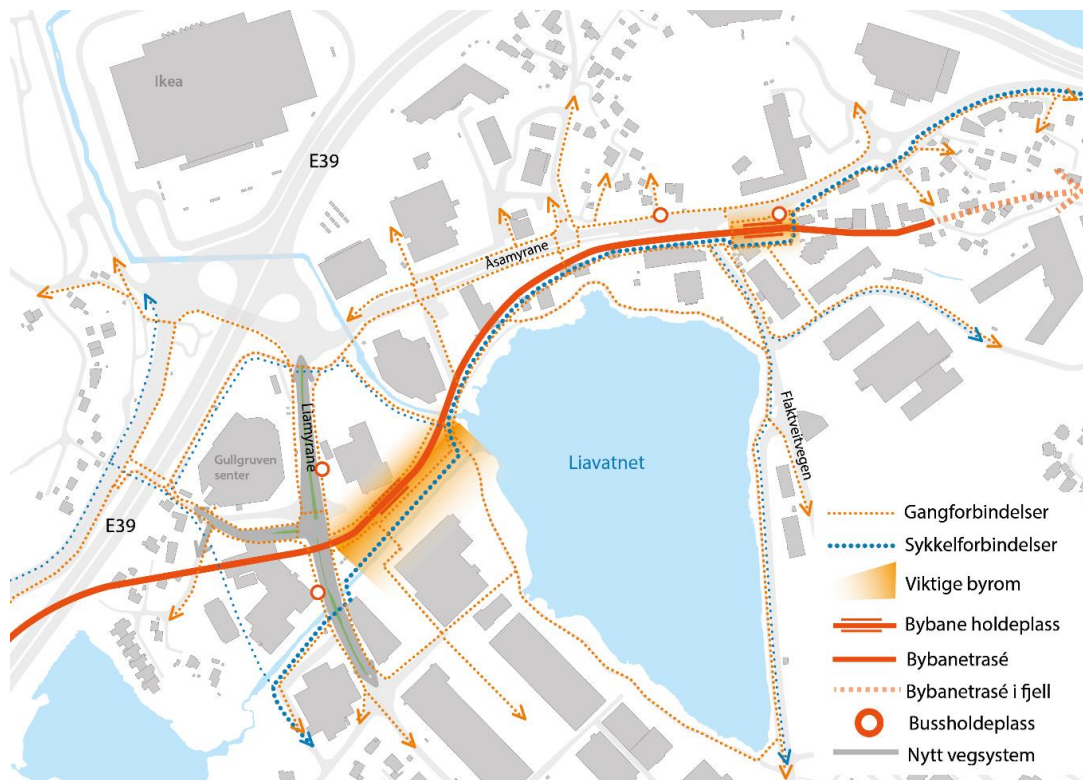 Ikea
E39
Åsamyrane
Liamyrane
Gullgruven
senter
Flaktveitvegen
Liavatnet
E39
Gangforbindelser
Sykkelforbindelser
Viktige byrom
Bybane holdeplass
Bybanetrasé
Bybanetrasé i fjell
Bussholdeplass
Nytt vegsystem